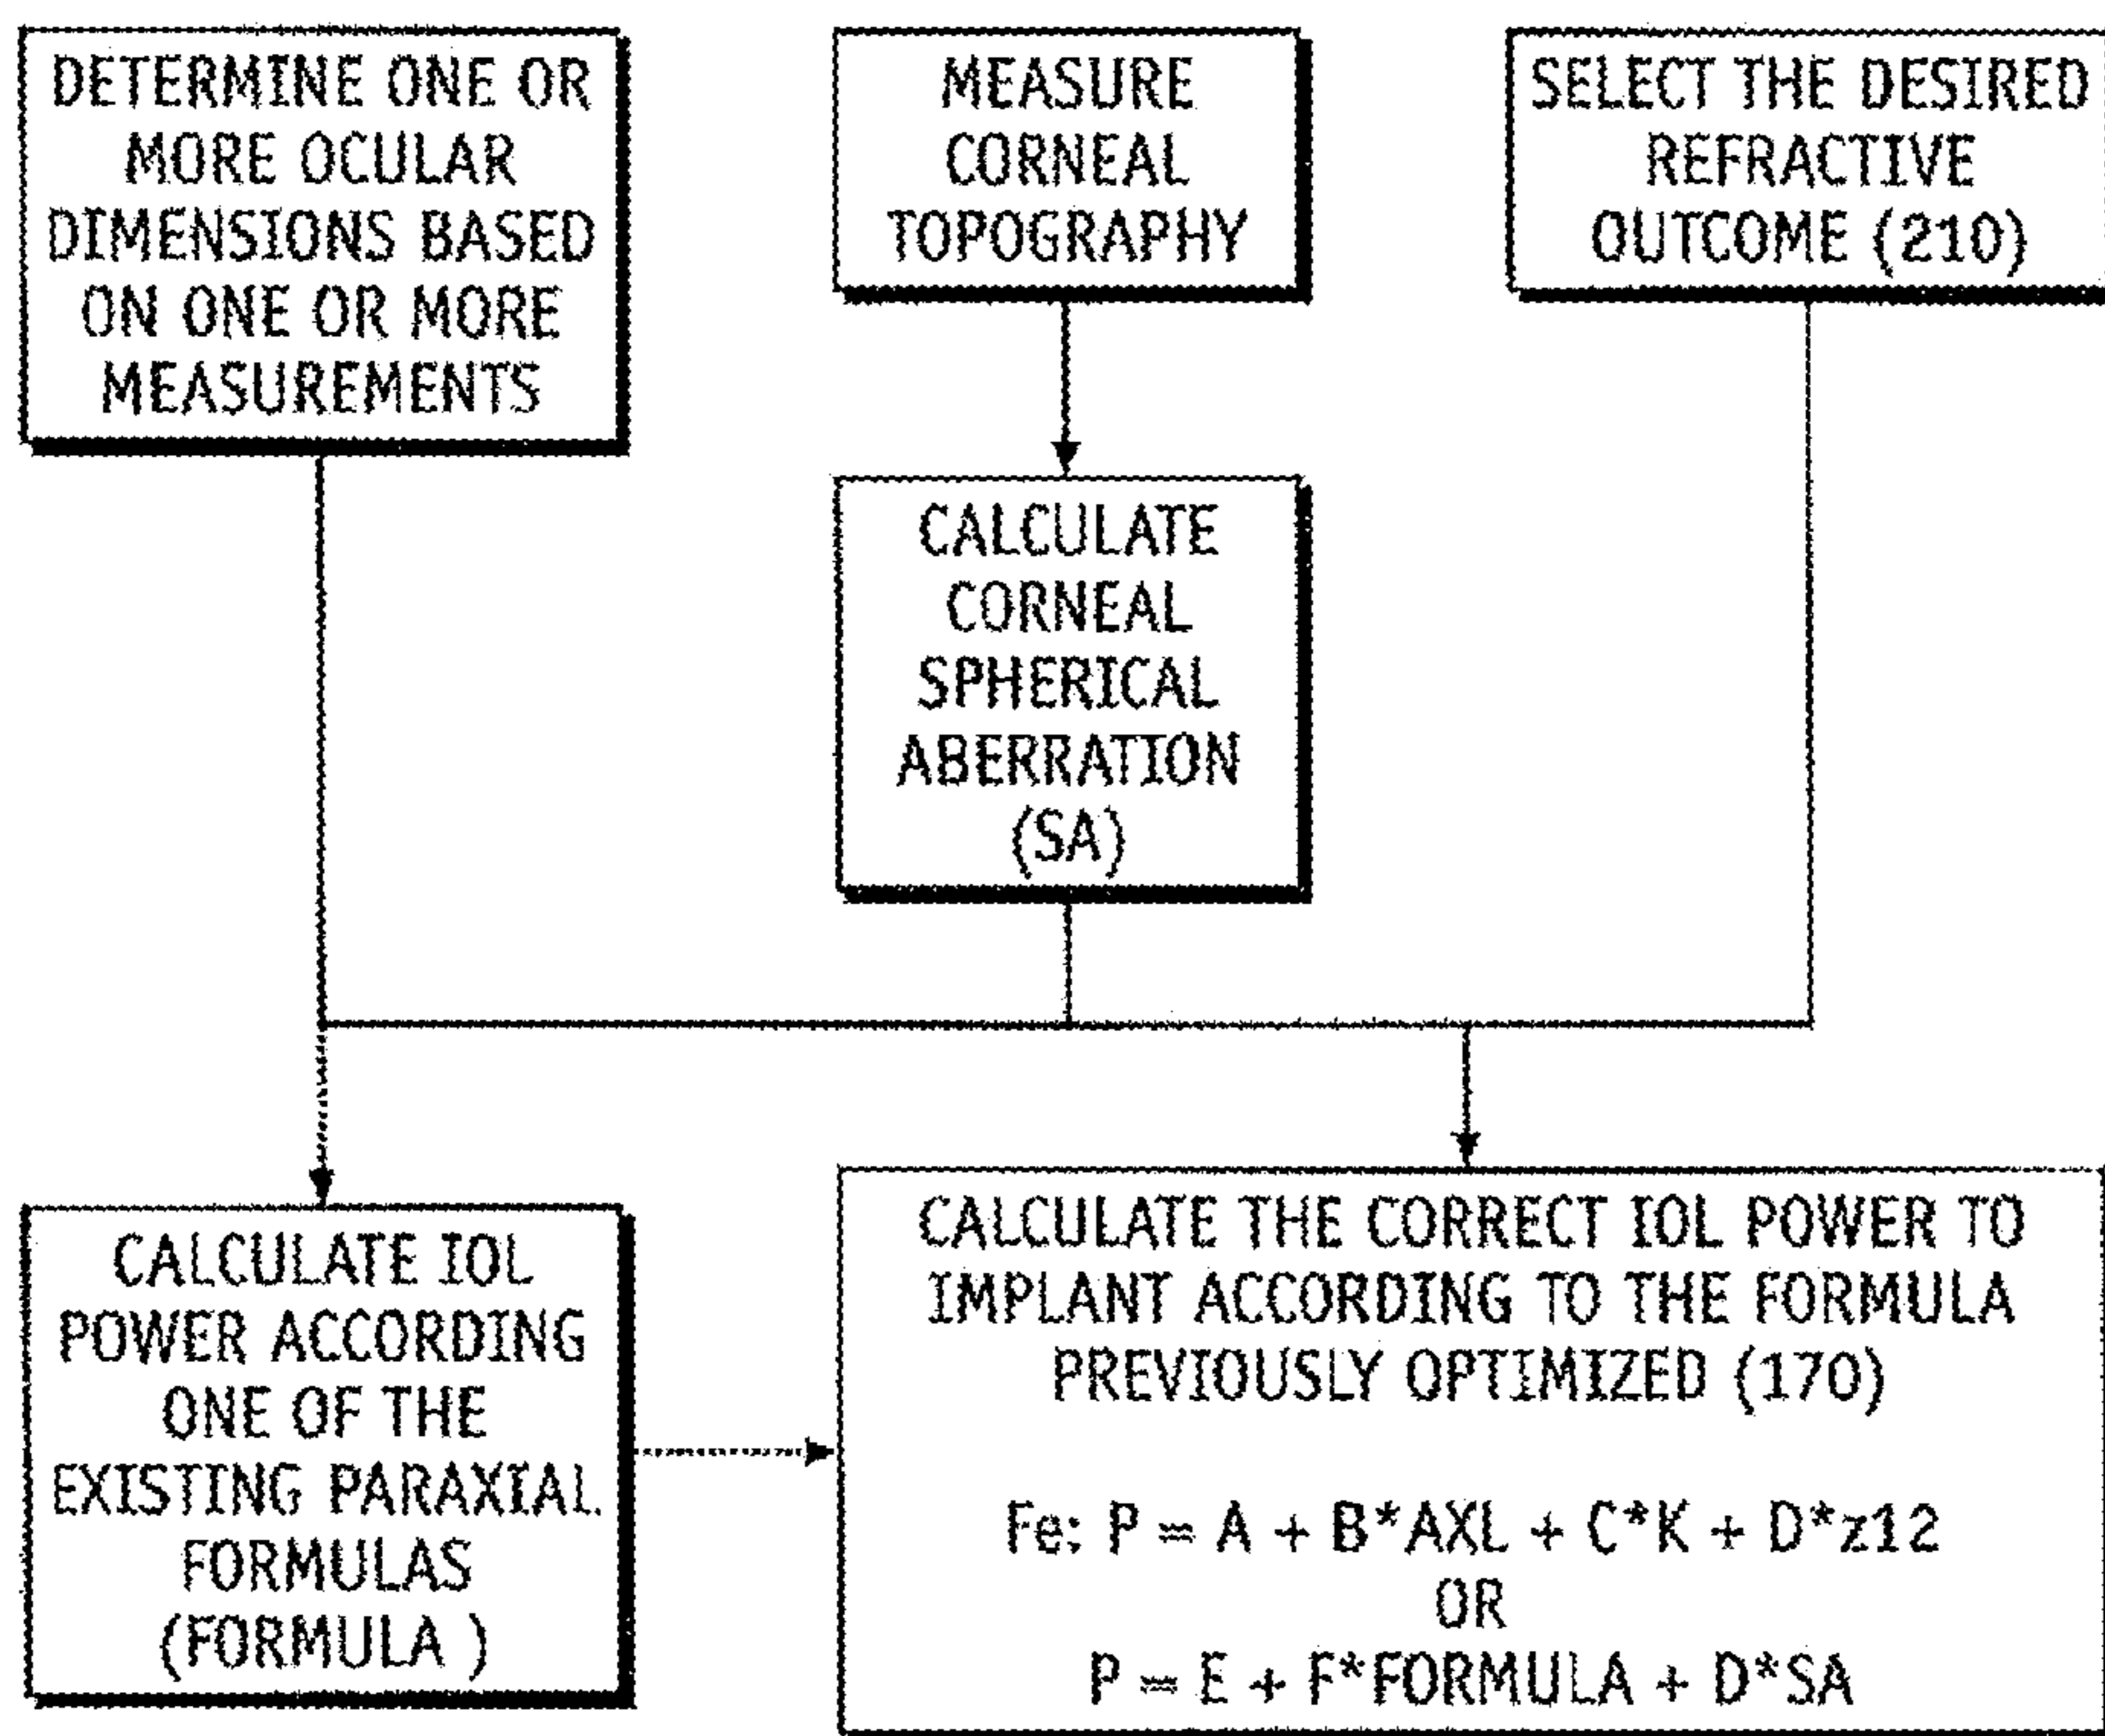 DETERMINE ONE OR
MORE OCULAR
DIMENSIONS BASED
ON ONE OR MORE
MEASUREMENTS
MEASURE
CORNEAL
TOPOGRAPHY
SELECT THE DESIRED
REFRACTIVE
OUTCOME (210)
CALCULATE
CORNEAL
SPHERICAL
ABERRATION
(SA)
CALCULATE IOL
POWER ACCORDING
ONE OF THE
EXISTING PARAXIAL
FORMULAS
(FORMULA )
CALCULATE THE CORRECT IOL POWER TO
IMPLANT ACCORDING TO THE FORMULA
PREVIOUSLY OPTIMIZED (170)
Fe: P = A + B*AXL + C*K + D*z12
OR
P = E + F*FORMULA + D*SA